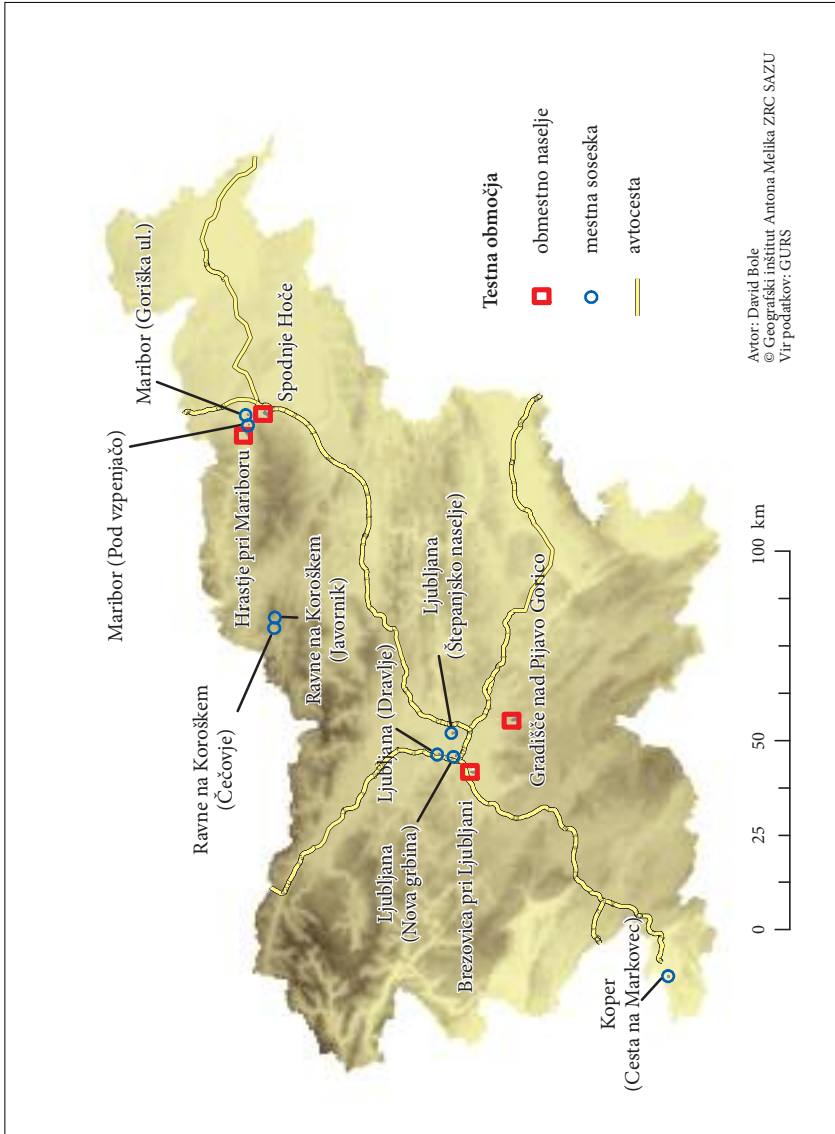 Maribor (Pod vzpenjačo)
Maribor (Goriška ul.)
Hrastje pri Mariboru
Spodnje Hoče
Ravne na Koroškem
(Čečovje)
Ravne na Koroškem
(Javornik)
Ljubljana (Dravlje)
Ljubljana
(Štepanjsko naselje)
Ljubljana
(Nova grbina)
Brezovica pri Ljubljani
Gradišče nad Pijavo Gorico
Koper
(Cesta na Markovec)
Testna območja
obmestno naselje
mestna soseska
avtocesta
0 25 50 100 km
Avtor: David Bole
© Geografski inštitut Antona Melika ZRC SAZU
Vir podatkov: GURS